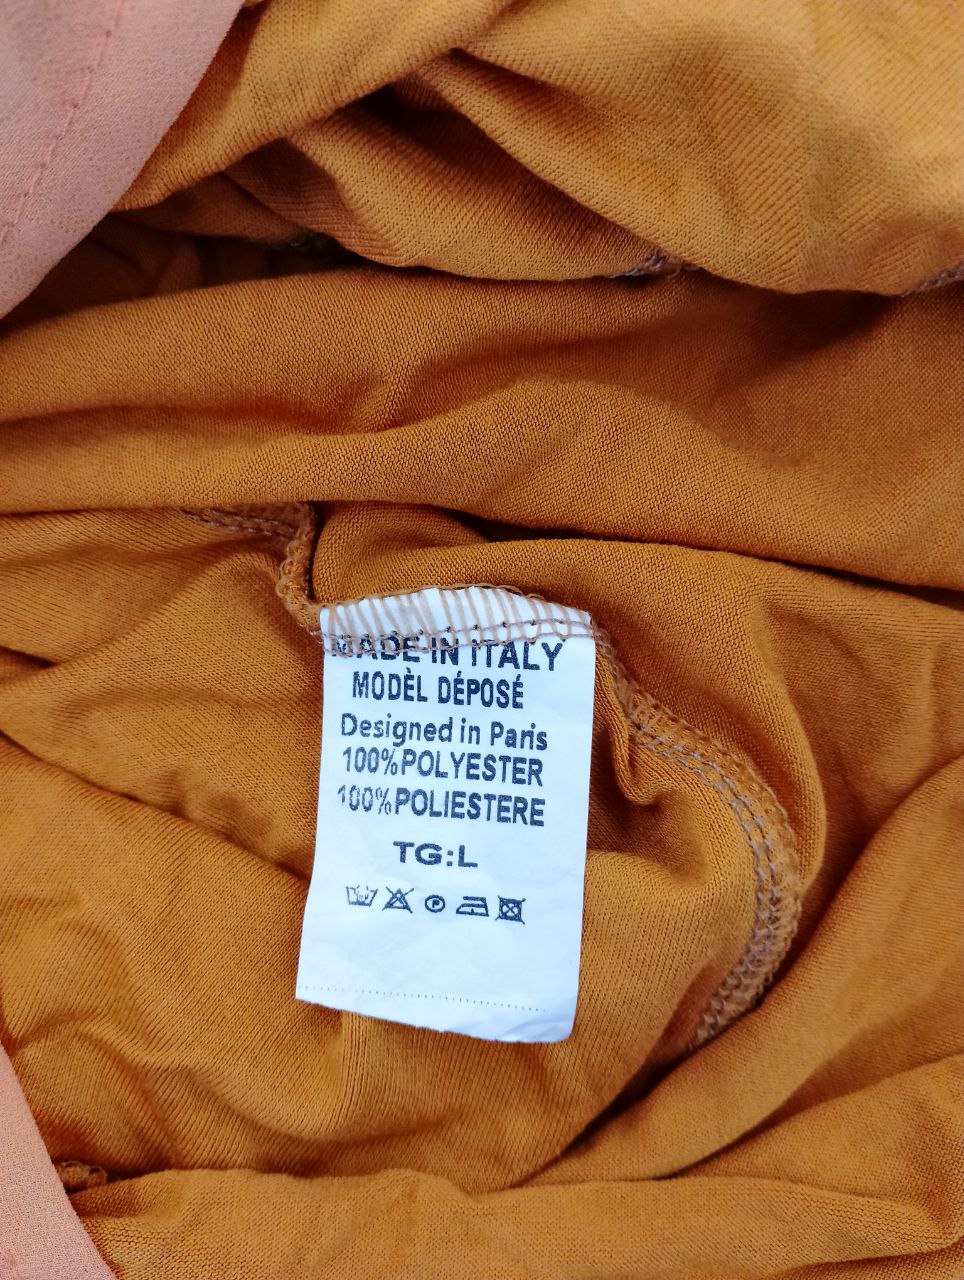 MADE IN ITALY
MODÈL DÉPOSÉ
Designed in Paris
100%POLYESTER
100%POLIESTERE
TG:L
P